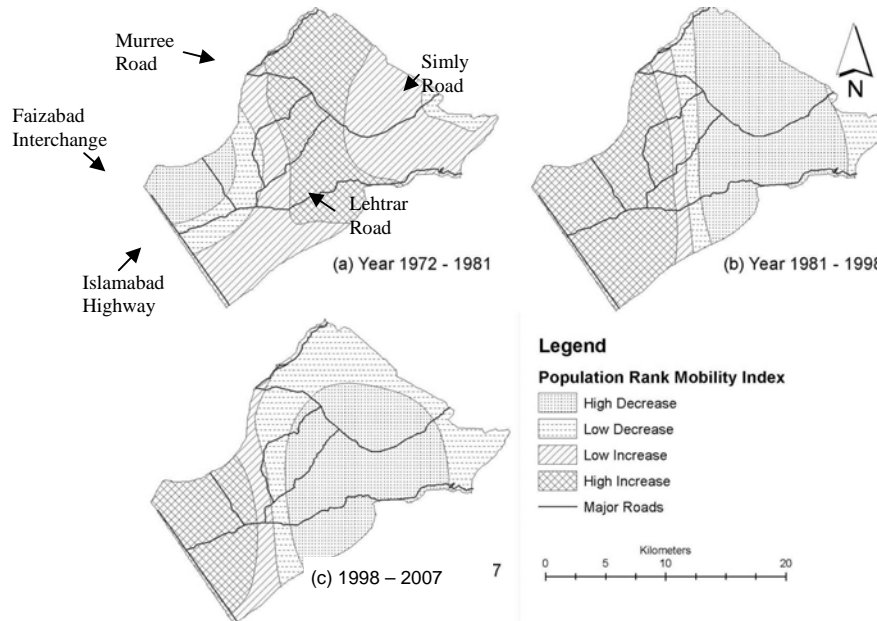 Murree
Road
Simly
Road
Faizabad
Interchange
Lehtrar
Road
Islamabad
Highway
(a) Year 1972 - 1981
N
(b) Year 1981 - 1998
(c) 1998 – 2007
7
Legend
Population Rank Mobility Index
High Decrease
Low Decrease
Low Increase
High Increase
Major Roads
Kilometers
0 5 10 20